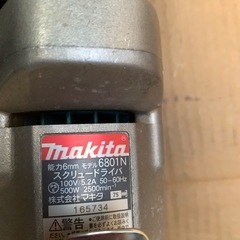 makita
能力6mm モデル6801N
スクリュードライバ
100V 5.2A 50-60Hz
500W 2500min⁻¹
株式会社マキタ 75
165734
警告